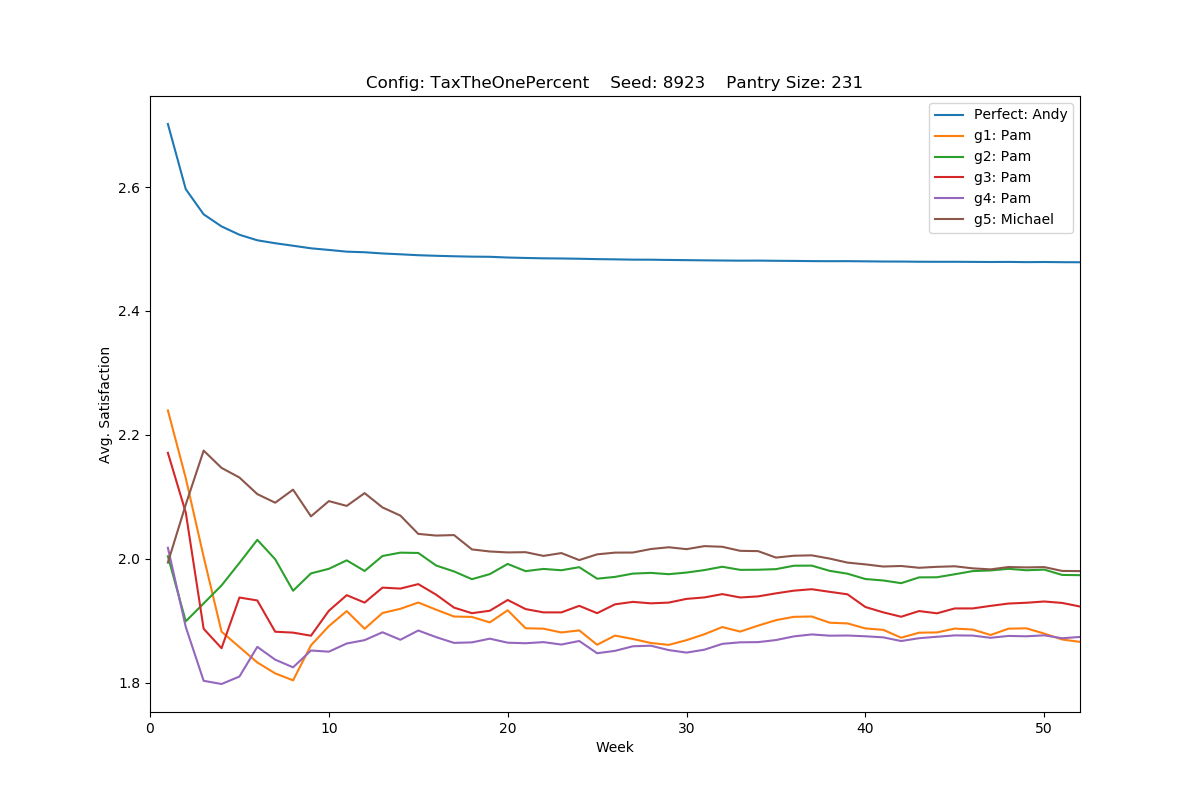 Config: TaxTheOnePercent    Seed: 8923    Pantry Size: 231
Perfect: Andy
g1: Pam
g2: Pam
g3: Pam
g4: Pam
g5: Michael
2.6
2.4
2.2
2.0
1.8
Avg. Satisfaction
0 10 20 30 40 50
Week